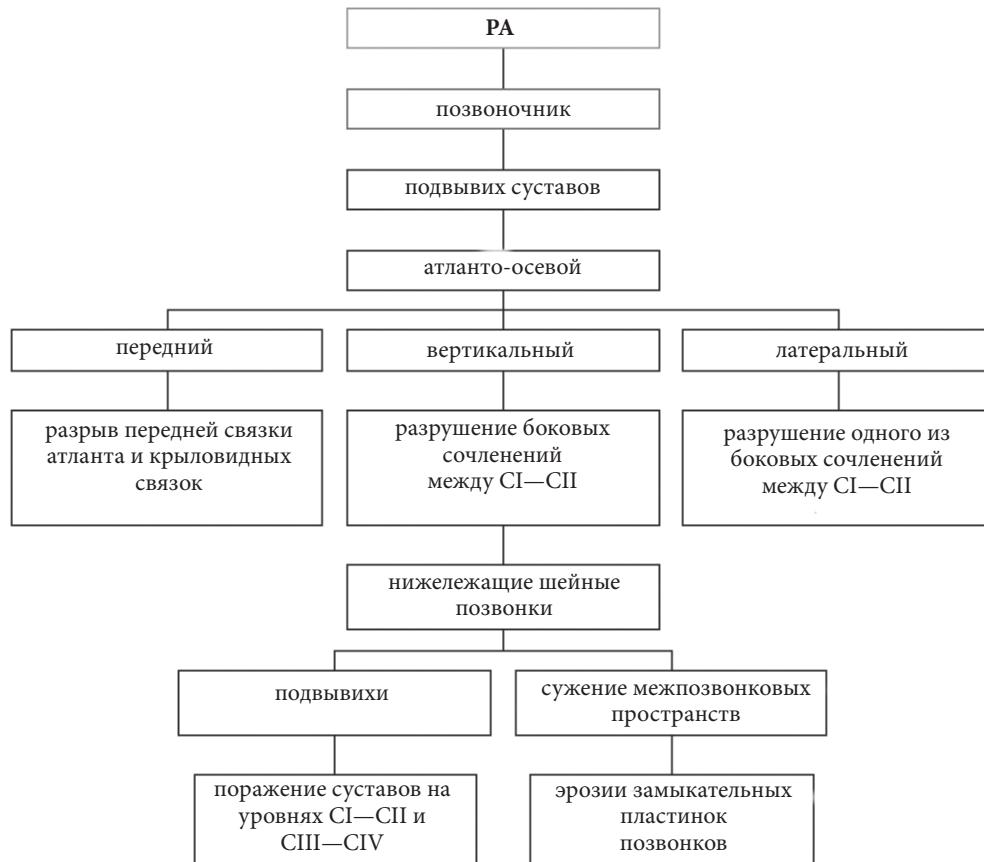 РА
позвоночник
подвывих суставов
атланто-осевой
передний
вертикальный
латеральный
разрыв передней связки
атланта и крыловидных
связок
разрушение боковых
сочленений
между CI—CII
разрушение одного из
боковых сочленений
между CI—CII
нижележащие шейные
позвонки
подвывихи
сужение межпозвонковых
пространств
поражение суставов на
уровнях CI—CII и
CIII—CIV
эрозии замыкательных
пластинок
позвонков